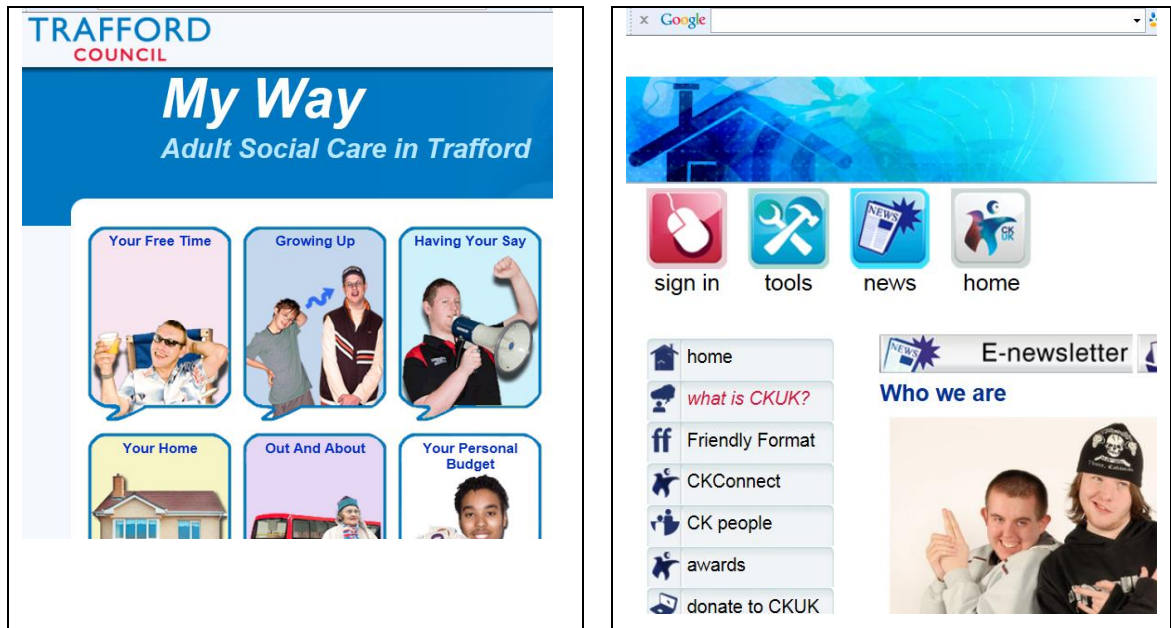 TRAFFORD
COUNCIL
My Way
Adult Social Care in Trafford
Your Free Time
Growing Up
Having Your Say
Your Home
Out And About
Your Personal
Budget
x Google
NEWS
CK
UK
sign in
tools
news
home
home
what is CKUK?
Friendly Format
CKConnect
CK people
awards
donate to CKUK
NEWS
E-newsletter
Who we are